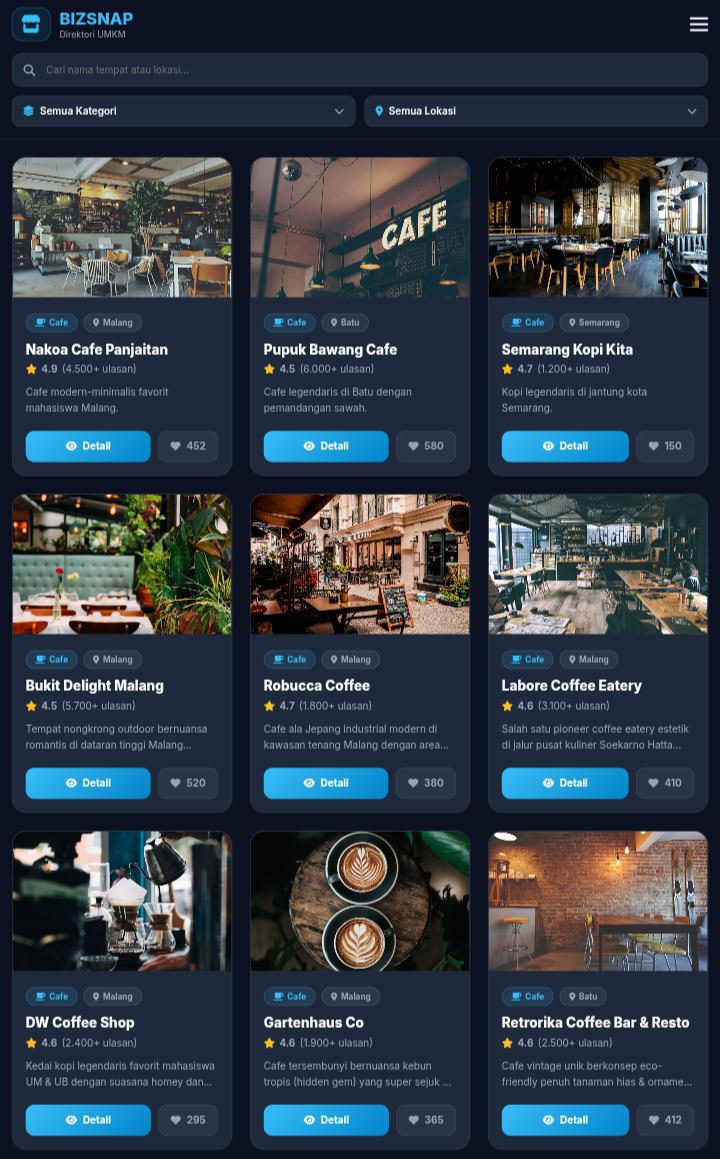 BIZSNAP
Direktori UMKM
Cari nama tempat atau lokasi...
Semua Kategori
Semua Lokasi
CAFE
Cafe Malang
Nakoa Cafe Panjaitan
4.9 (4.500+ ulasan)
Cafe modern-minimalis favorit
mahasiswa Malang.
Detail 452
Cafe Batu
Pupuk Bawang Cafe
4.5 (6.000+ ulasan)
Cafe legendaris di Batu dengan
pemandangan sawah.
Detail 580
Cafe Semarang
Semarang Kopi Kita
4.7 (1.200+ ulasan)
Kopi legendaris di jantung kota
Semarang.
Detail 150
Cafe Malang
Bukit Delight Malang
4.5 (5.700+ ulasan)
Tempat nongkrong outdoor bernuansa
romantis di dataran tinggi Malang...
Detail 520
Cafe Malang
Robucca Coffee
4.7 (1.800+ ulasan)
Cafe ala Jepang industrial modern di
kawasan tenang Malang dengan area...
Detail 380
Cafe Malang
Labore Coffee Eatery
4.6 (3.100+ ulasan)
Salah satu pioneer coffee eatery estetik
di jalur pusat kuliner Soekarno Hatta...
Detail 410
Cafe Malang
DW Coffee Shop
4.6 (2.400+ ulasan)
Kedai kopi legendaris favorit mahasiswa
UM & UB dengan suasana homey dan...
Detail 295
Cafe Malang
Gartenhaus Co
4.6 (1.900+ ulasan)
Cafe tersembunyi bernuansa kebun
tropis (hidden gem) yang super sejuk ...
Detail 365
Cafe Batu
Retrorika Coffee Bar & Resto
4.6 (2.500+ ulasan)
Cafe vintage unik berkonsep eco-
friendly penuh tanaman hias & orname...
Detail 412